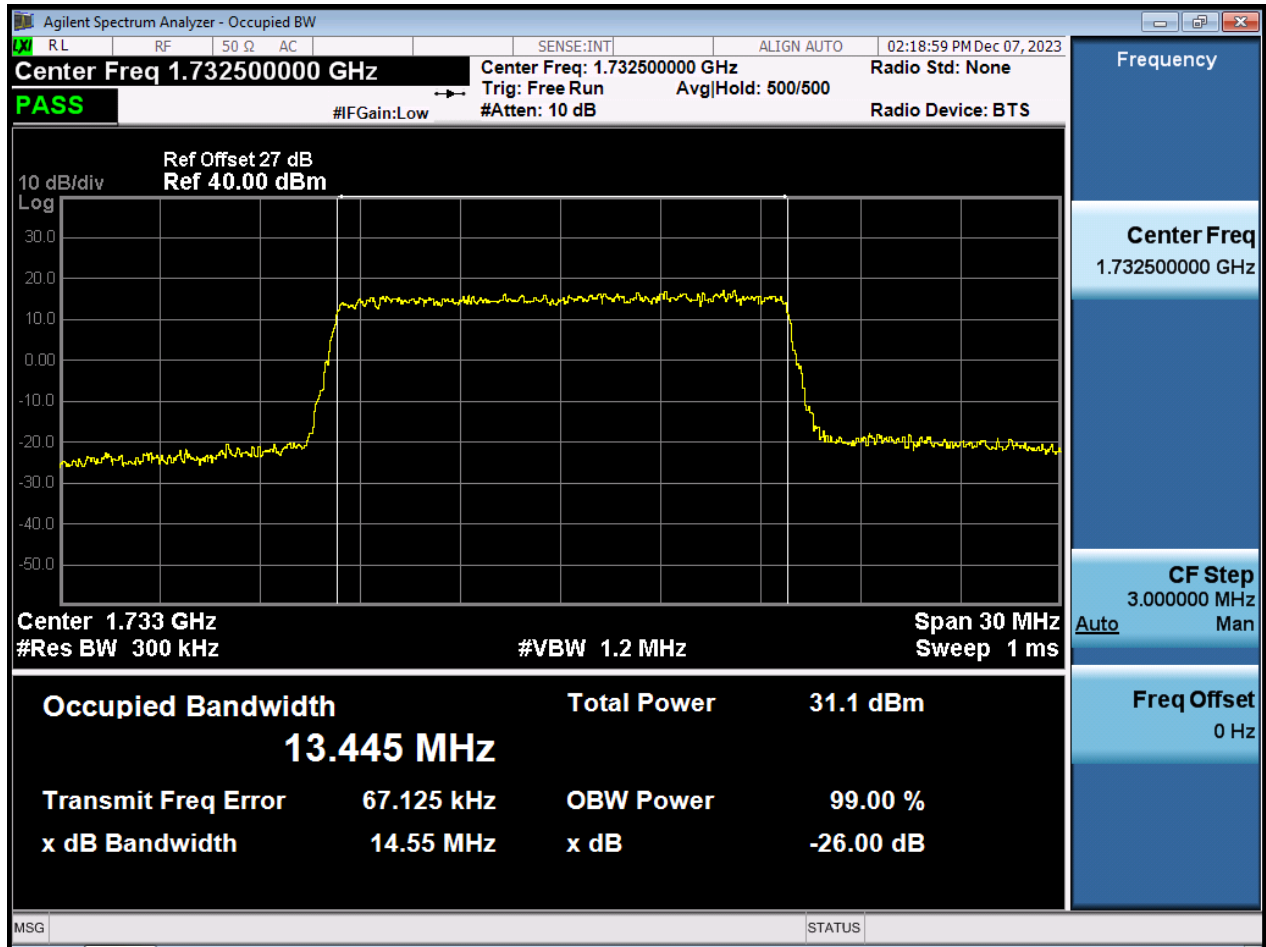 Agilent Spectrum Analyzer - Occupied BW
LXI RL RF 50 Ω AC SENSE:INT ALIGN AUTO 02:18:59 PM Dec 07, 2023
Center Freq 1.732500000 GHz
PASS
#IFGain:Low
Center Freq: 1.732500000 GHz
Trig: Free Run Avg|Hold: 500/500
#Atten: 10 dB
Radio Std: None
Radio Device: BTS
Ref Offset 27 dB
10 dB/div Ref 40.00 dBm
Log
30.0
20.0
10.0
0.00
-10.0
-20.0
-30.0
-40.0
-50.0
Center 1.733 GHz Span 30 MHz
#Res BW 300 kHz #VBW 1.2 MHz Sweep 1 ms
Occupied Bandwidth Total Power 31.1 dBm
13.445 MHz
Transmit Freq Error 67.125 kHz OBW Power 99.00 %
x dB Bandwidth 14.55 MHz x dB -26.00 dB
MSG STATUS
Frequency
Center Freq
1.732500000 GHz
CF Step
3.000000 MHz
Auto Man
Freq Offset
0 Hz